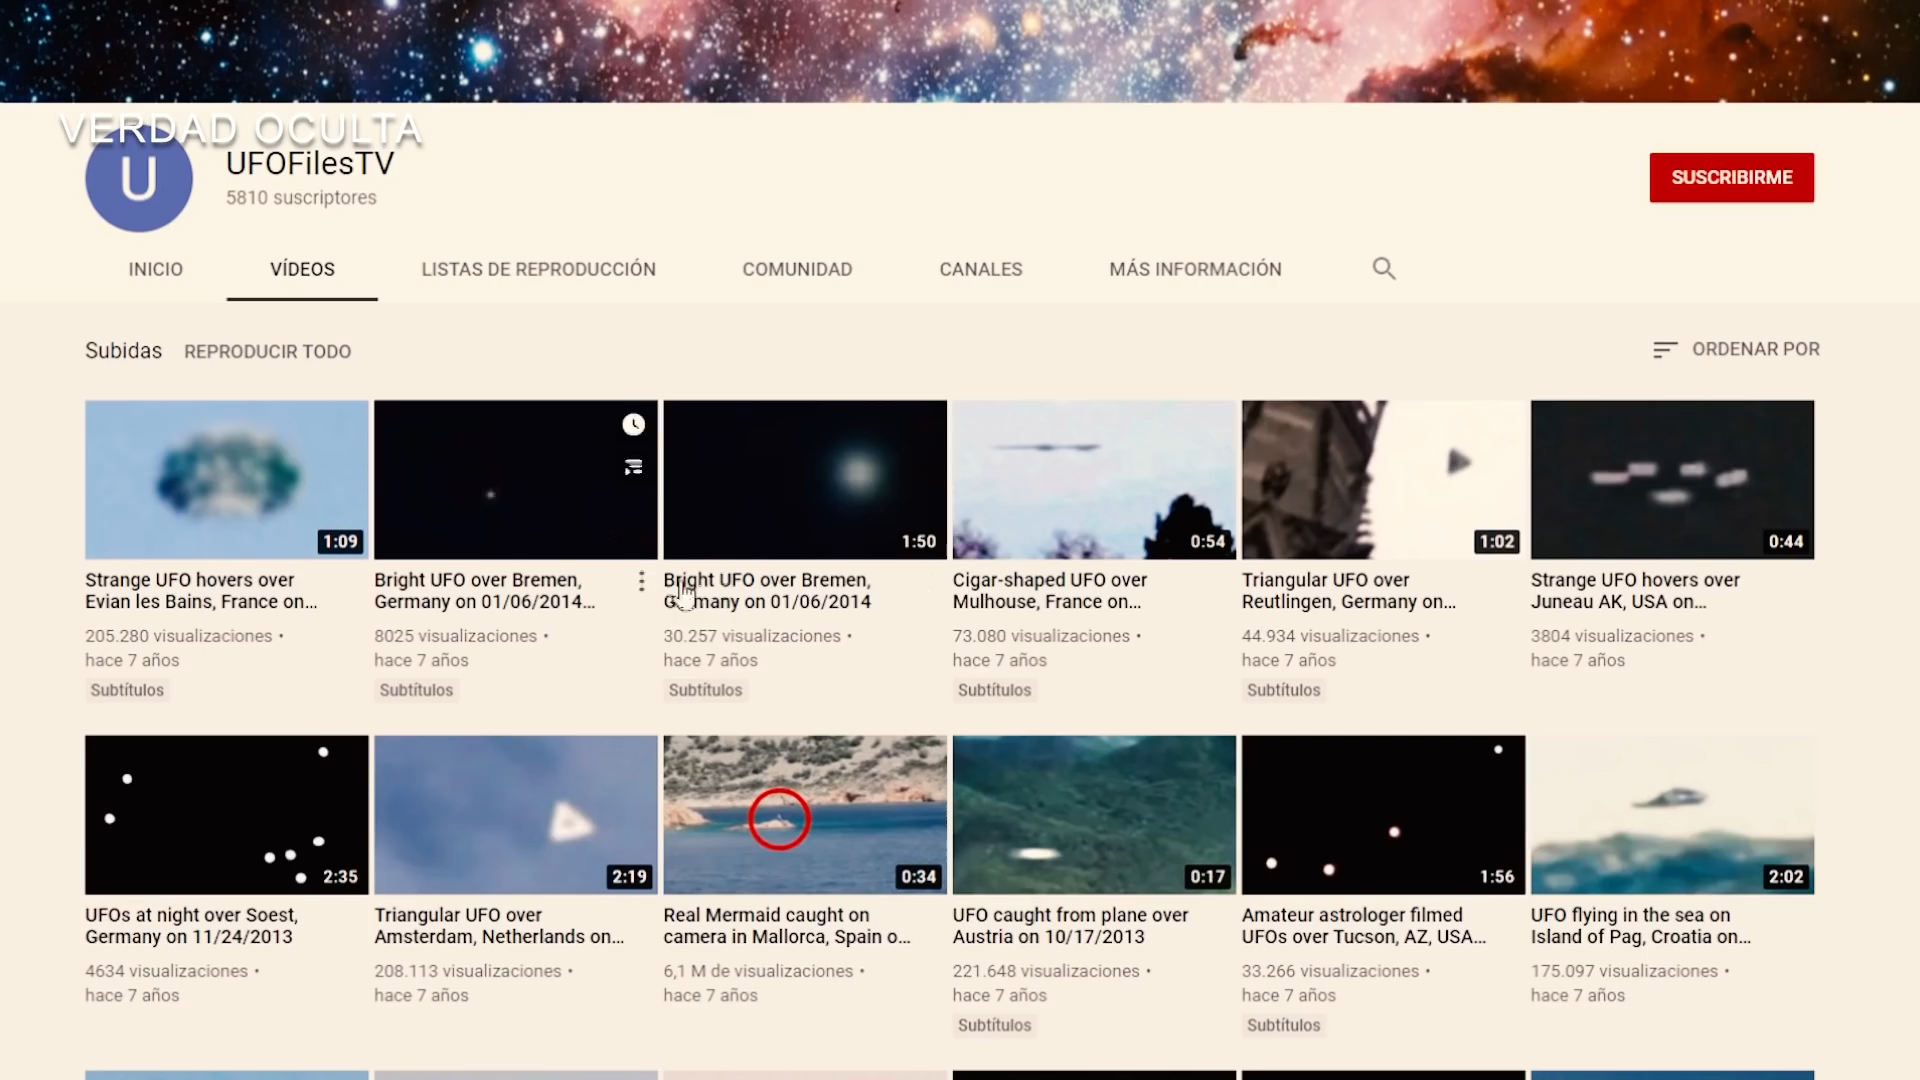 VERDAD OCULTA
U
UFOFilesTV
5810 suscriptores
SUSCRIBIRME
INICIO
VÍDEOS
LISTAS DE REPRODUCCIÓN
COMUNIDAD
CANALES
MÁS INFORMACIÓN
Subidas
REPRODUCIR TODO
ORDENAR POR
1:09
Strange UFO hovers over
Evian les Bains, France on...
205.280 visualizaciones •
hace 7 años
Subtítulos
Bright UFO over Bremen,
Germany on 01/06/2014...
8025 visualizaciones •
hace 7 años
Subtítulos
1:50
Bright UFO over Bremen,
Germany on 01/06/2014
30.257 visualizaciones •
hace 7 años
Subtítulos
0:54
Cigar-shaped UFO over
Mulhouse, France on...
73.080 visualizaciones •
hace 7 años
Subtítulos
1:02
Triangular UFO over
Reutlingen, Germany on...
44.934 visualizaciones •
hace 7 años
Subtítulos
0:44
Strange UFO hovers over
Juneau AK, USA on...
3804 visualizaciones •
hace 7 años
2:35
UFOs at night over Soest,
Germany on 11/24/2013
4634 visualizaciones •
hace 7 años
2:19
Triangular UFO over
Amsterdam, Netherlands on...
208.113 visualizaciones •
hace 7 años
0:34
Real Mermaid caught on
camera in Mallorca, Spain o...
6,1 M de visualizaciones •
hace 7 años
0:17
UFO caught from plane over
Austria on 10/17/2013
221.648 visualizaciones •
hace 7 años
Subtítulos
1:56
Amateur astrologer filmed
UFOs over Tucson, AZ, USA...
33.266 visualizaciones •
hace 7 años
Subtítulos
2:02
UFO flying in the sea on
Island of Pag, Croatia on...
175.097 visualizaciones •
hace 7 años